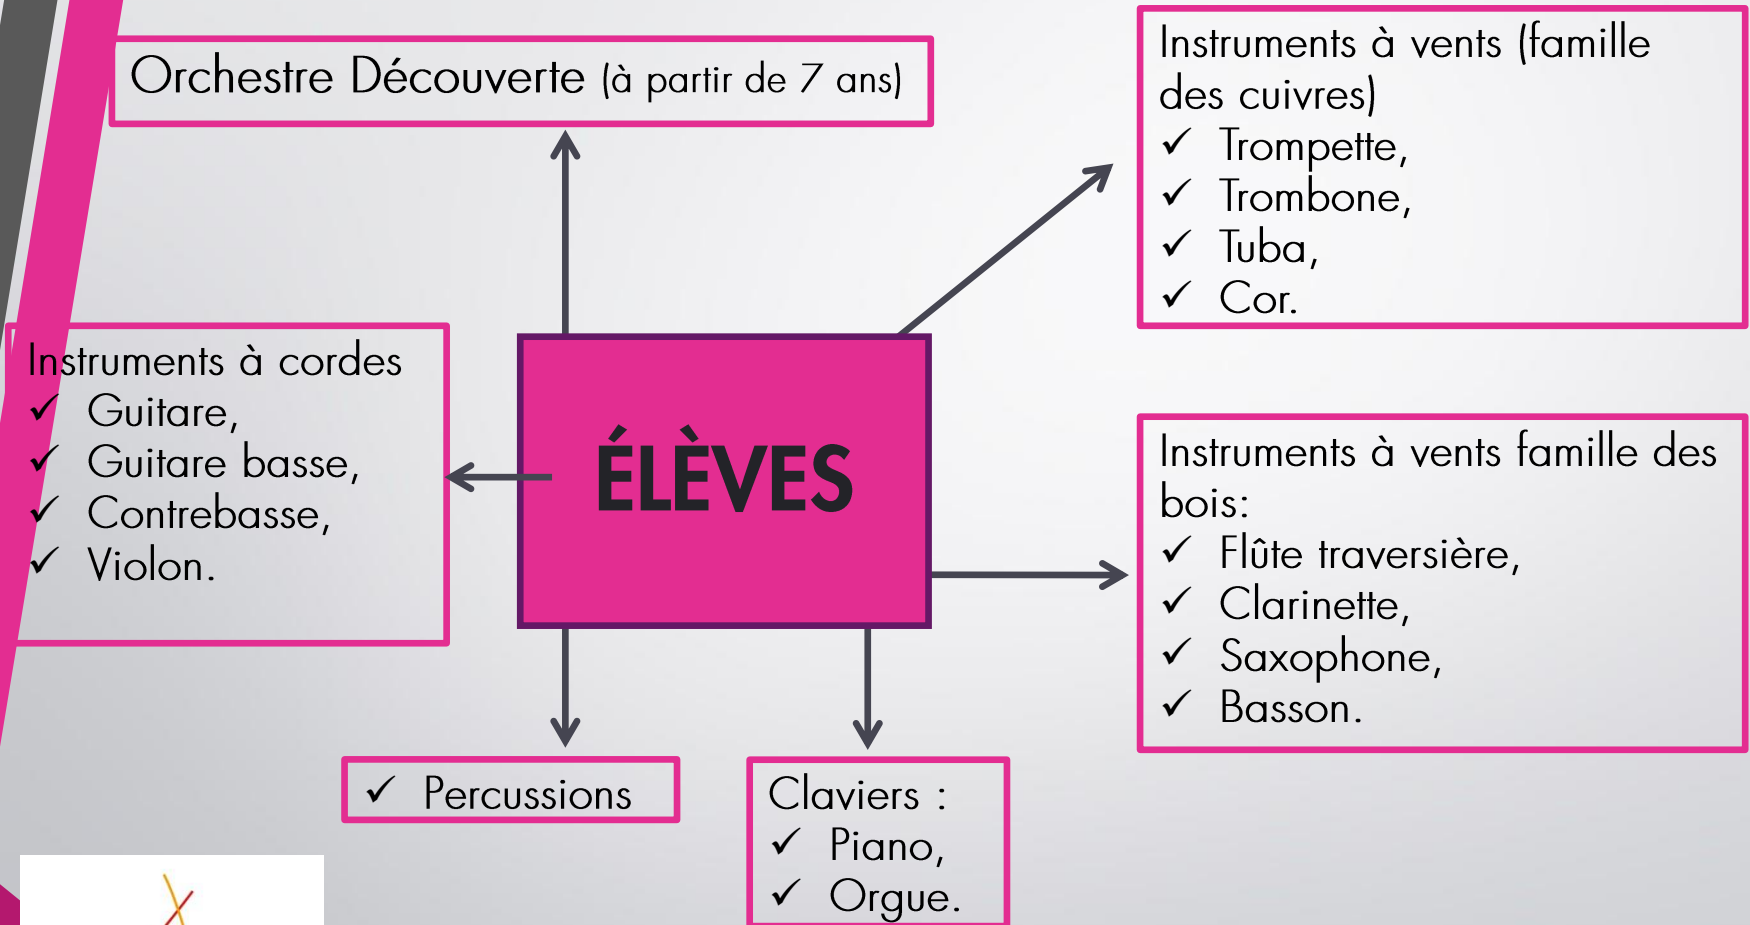 Orchestre Découverte (à partir de 7 ans)
Instruments à vents (famille
des cuivres)
✓ Trompette,
✓ Trombone,
✓ Tuba,
✓ Cor.
Instruments à cordes
✓ Guitare,
✓ Guitare basse,
✓ Contrebasse,
✓ Violon.
ÉLÈVES
Instruments à vents famille des
bois:
✓ Flûte traversière,
✓ Clarinette,
✓ Saxophone,
✓ Basson.
✓ Percussions
Claviers :
✓ Piano,
✓ Orgue.